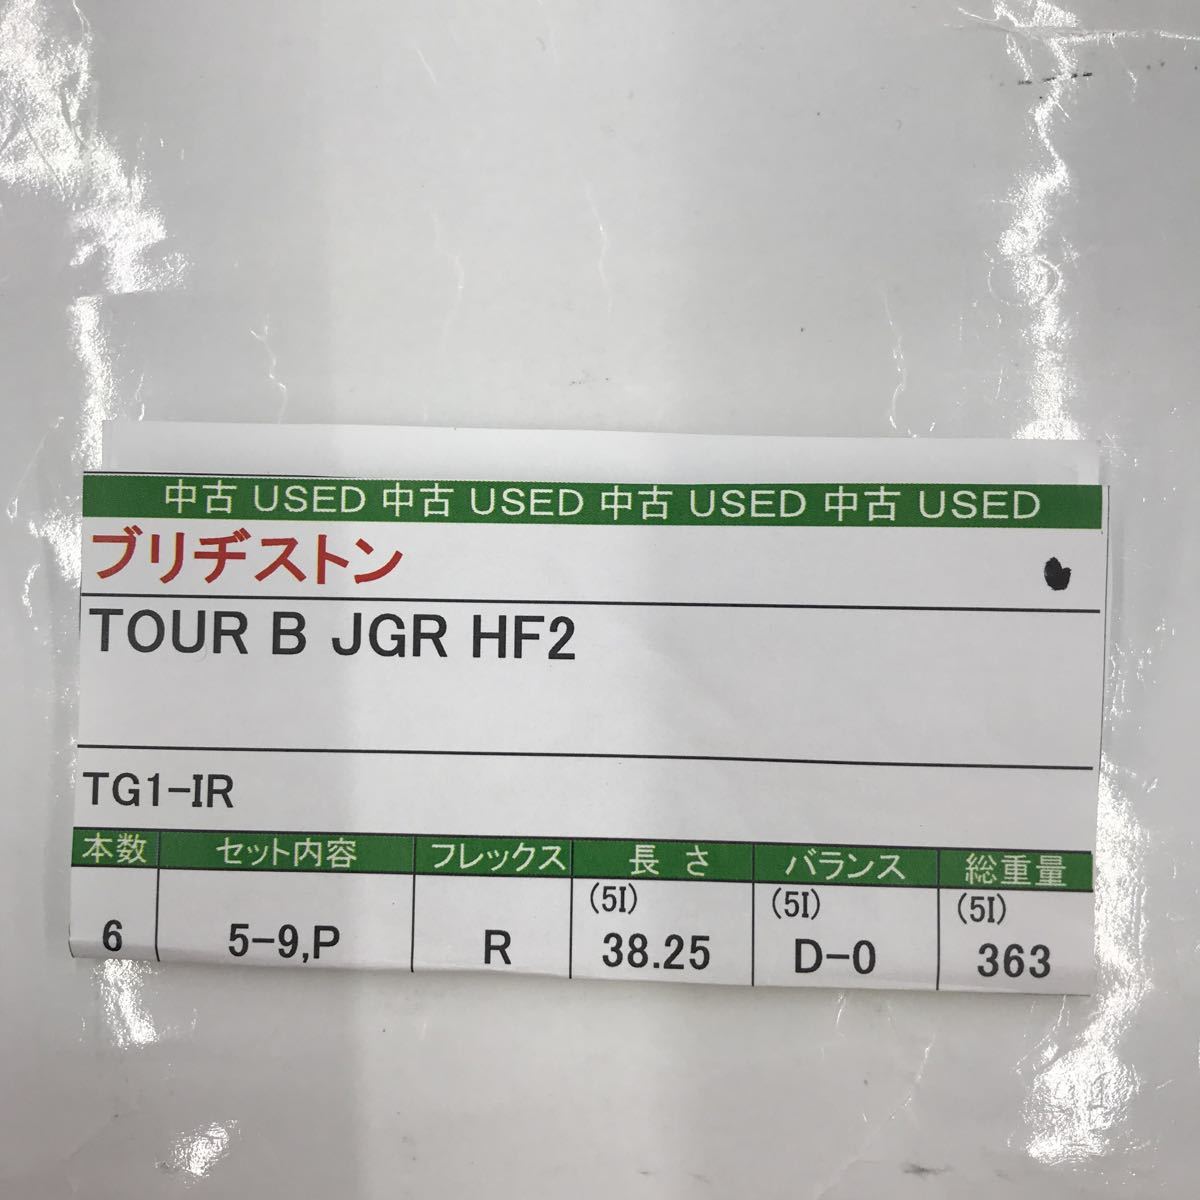 中古 USED 中古 USED 中古 USED 中古 USED
ブリヂストン
TOUR B JGR HF2
TG1-IR
本数 セット内容 フレックス 長 さ バランス 総重量
(5I) (5I) (5I)
6 5-9,P R 38.25 D-0 363